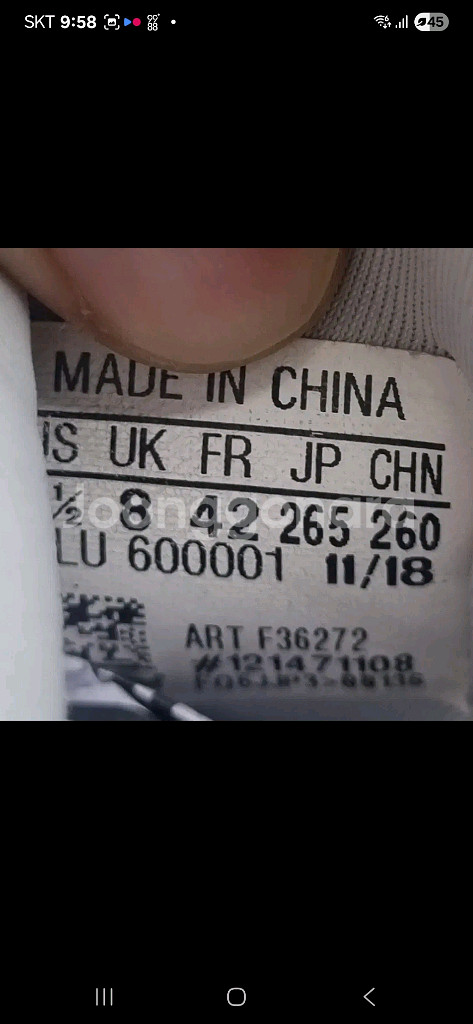 SKT 9:58
45
MADE IN CHINA
UK FR JP CHN
½ 8 42 265 260
LU 600001 11/18
ART F36272
#121471108